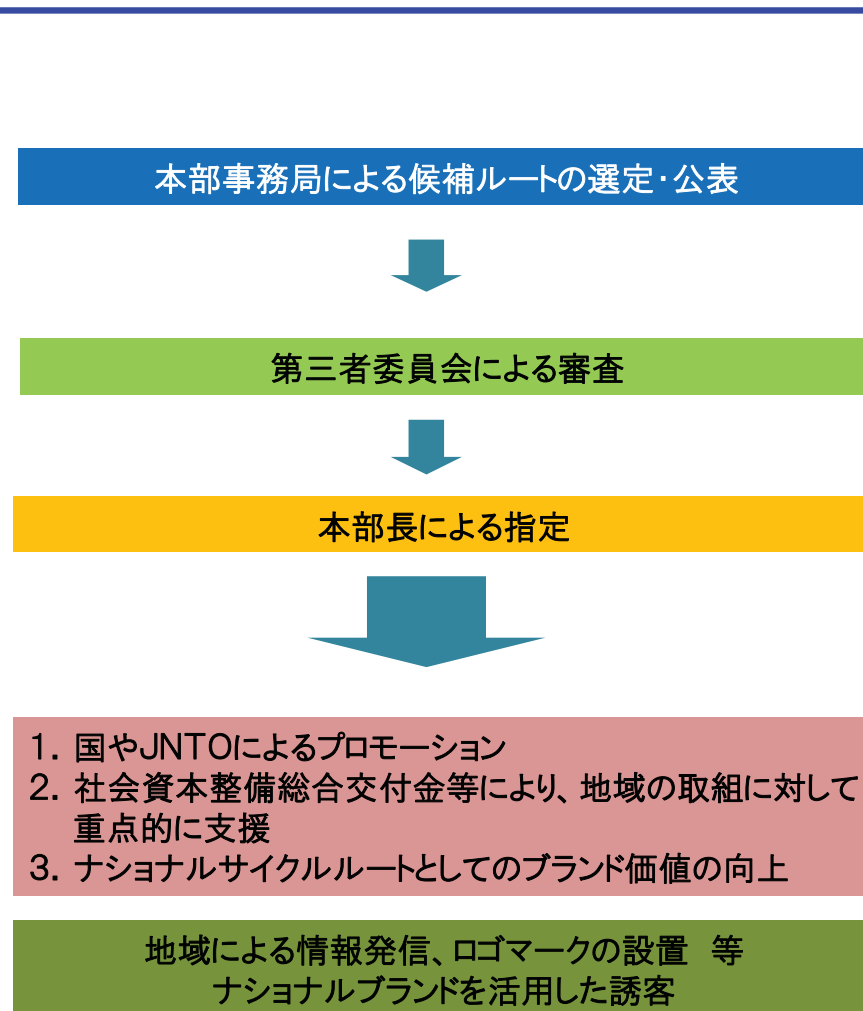 本部事務局による候補ルートの選定・公表
第三者委員会による審査
本部長による指定
1. 国やJNTOによるプロモーション
2. 社会資本整備総合交付金等により、地域の取組に対して
重点的に支援
3. ナショナルサイクルルートとしてのブランド価値の向上
地域による情報発信、ロゴマークの設置　等
ナショナルブランドを活用した誘客